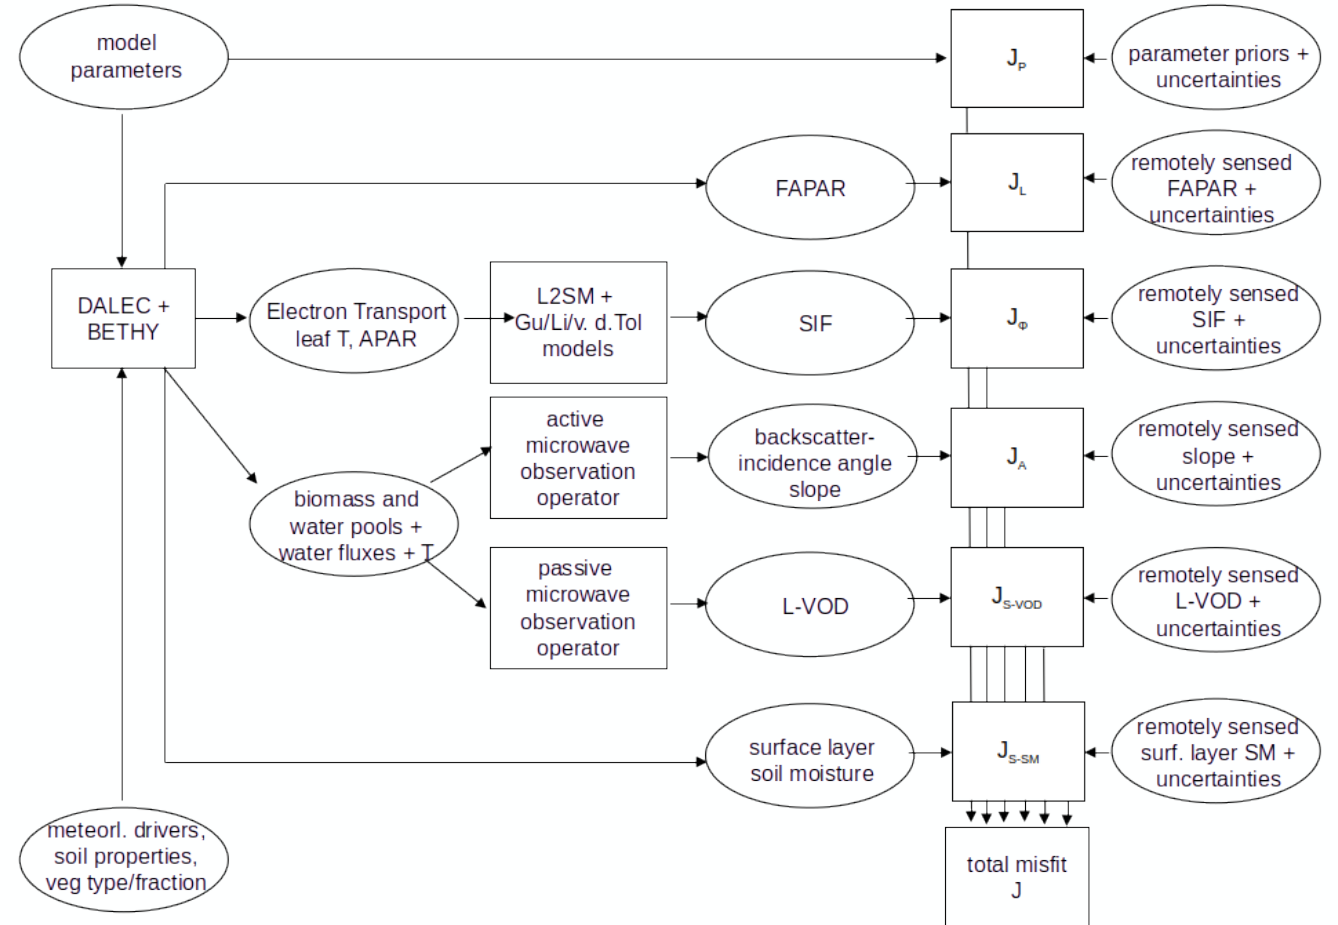 model
parameters
J_P
parameter priors +
uncertainties
FAPAR
J_L
remotely sensed
FAPAR +
uncertainties
DALEC +
BETHY
Electron Transport
leaf T, APAR
L2SM +
Gu/Li/v. d.Tol
models
SIF
J_Φ
remotely sensed
SIF +
uncertainties
active
microwave
observation
operator
backscatter-
incidence angle
slope
J_A
remotely sensed
slope +
uncertainties
biomass and
water pools +
water fluxes + T
passive
microwave
observation
operator
L-VOD
J_S-VOD
remotely sensed
L-VOD +
uncertainties
surface layer
soil moisture
J_S-SM
remotely sensed
surf. layer SM +
uncertainties
meteorl. drivers,
soil properties,
veg type/fraction
total misfit
J